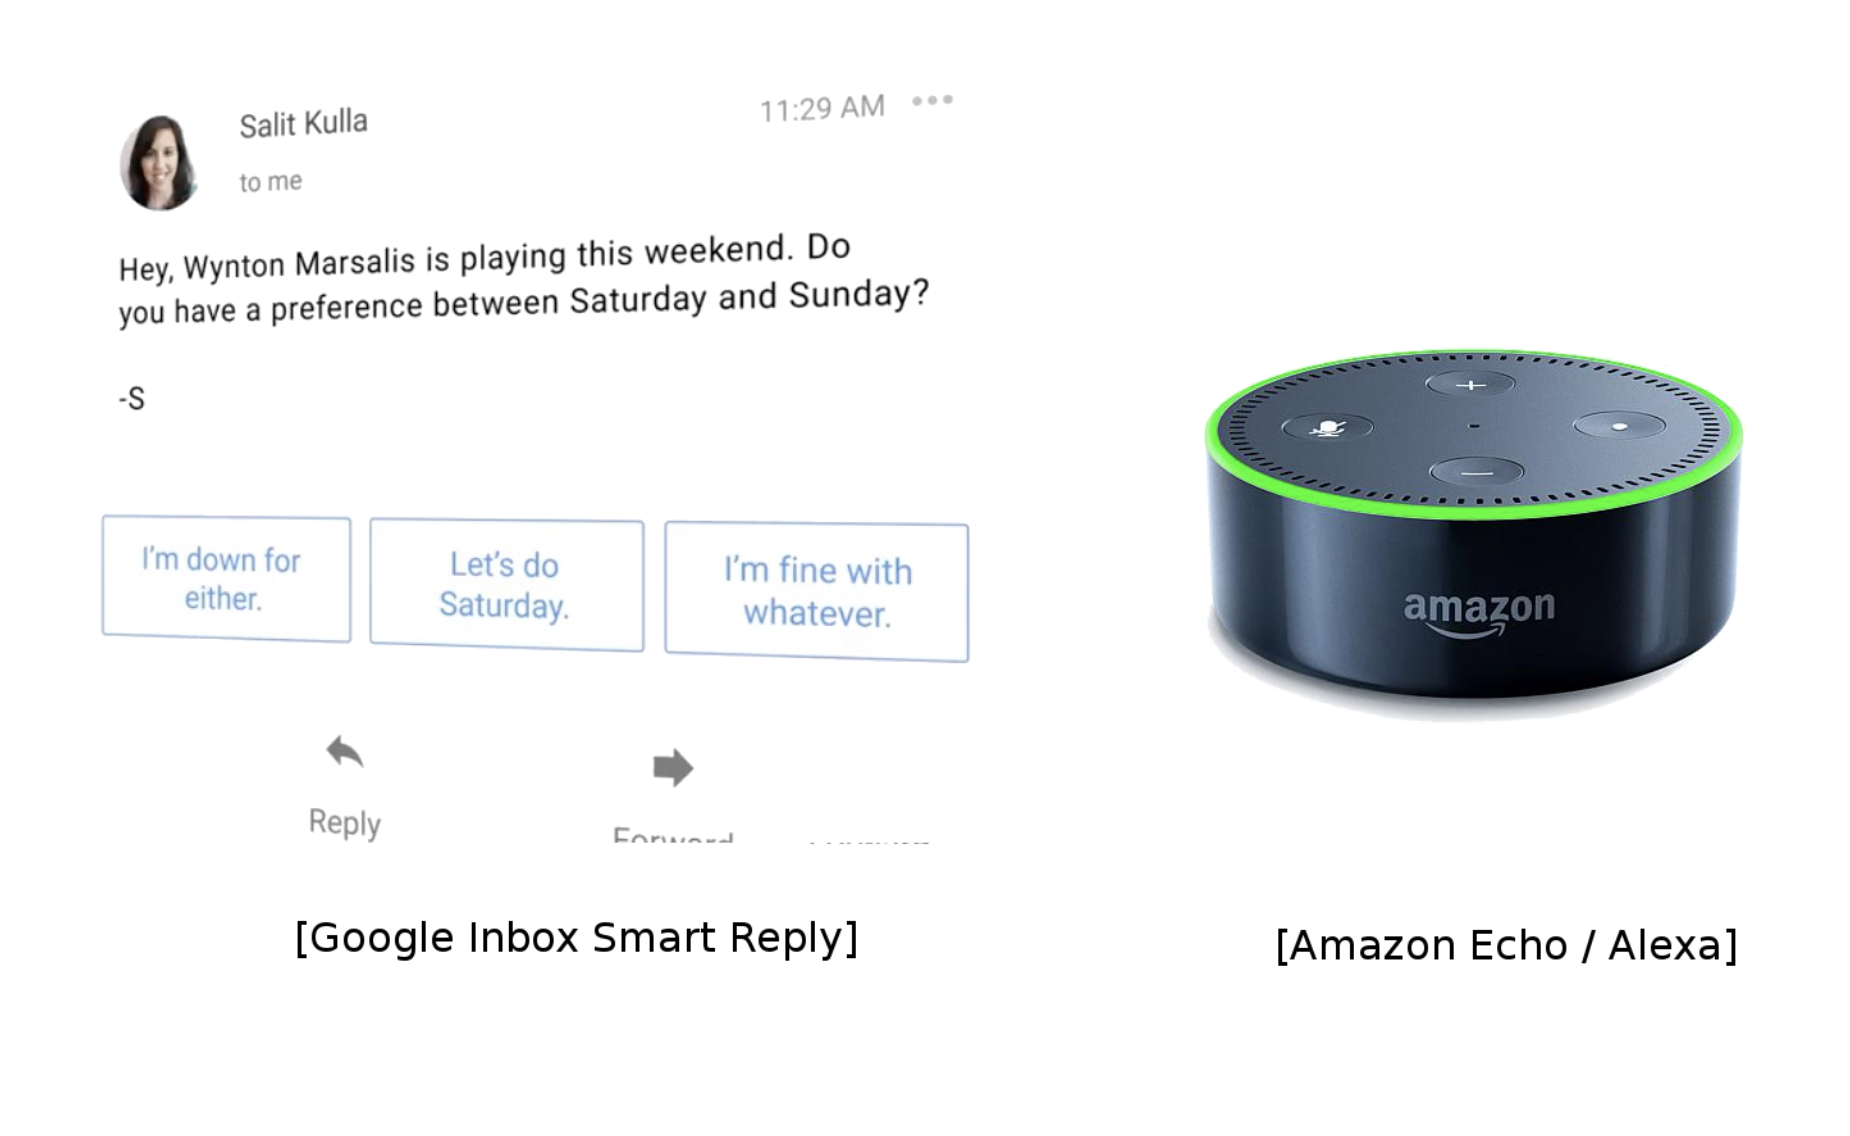 Salit Kulla
11:29 AM
to me
Hey, Wynton Marsalis is playing this weekend. Do
you have a preference between Saturday and Sunday?
-S
I'm down for
either.
Let's do
Saturday.
I'm fine with
whatever.
Reply
Forward
amazon
[Google Inbox Smart Reply]
[Amazon Echo / Alexa]